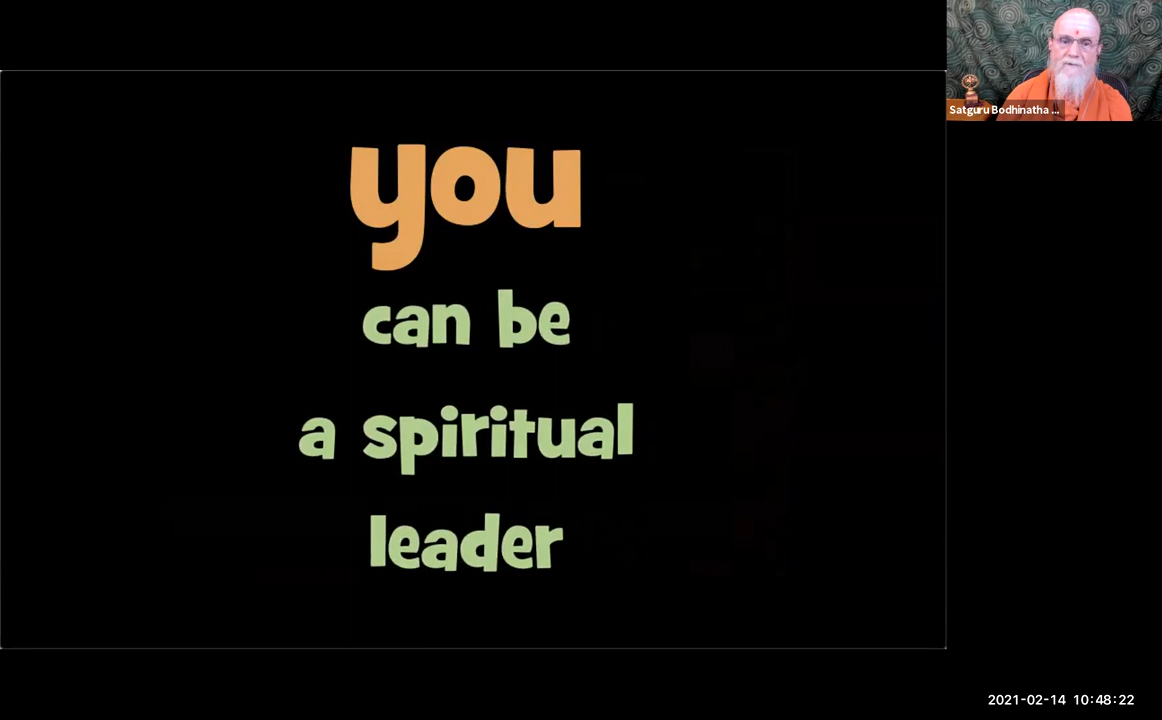 you
can be
a spiritual
leader
Satguru Bodhinatha ...
2021-02-14 10:48:22